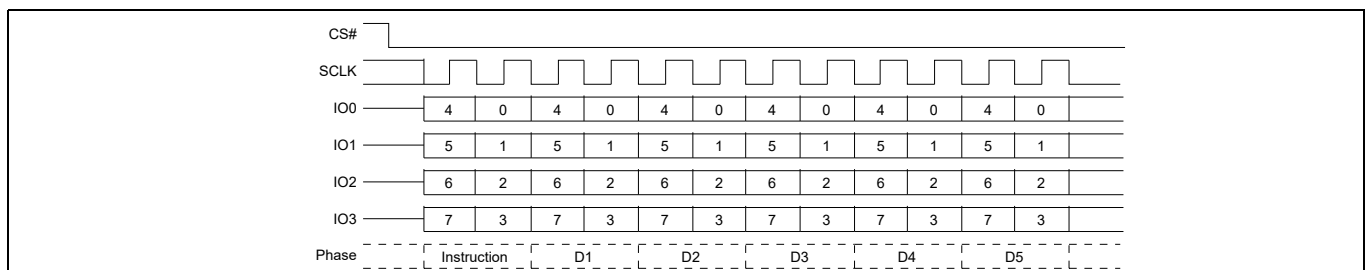 CS#
SCLK
IO0 4 0 4 0 4 0 4 0 4 0 4 0
IO1 5 1 5 1 5 1 5 1 5 1 5 1
IO2 6 2 6 2 6 2 6 2 6 2 6 2
IO3 7 3 7 3 7 3 7 3 7 3 7 3
Phase Instruction D1 D2 D3 D4 D5